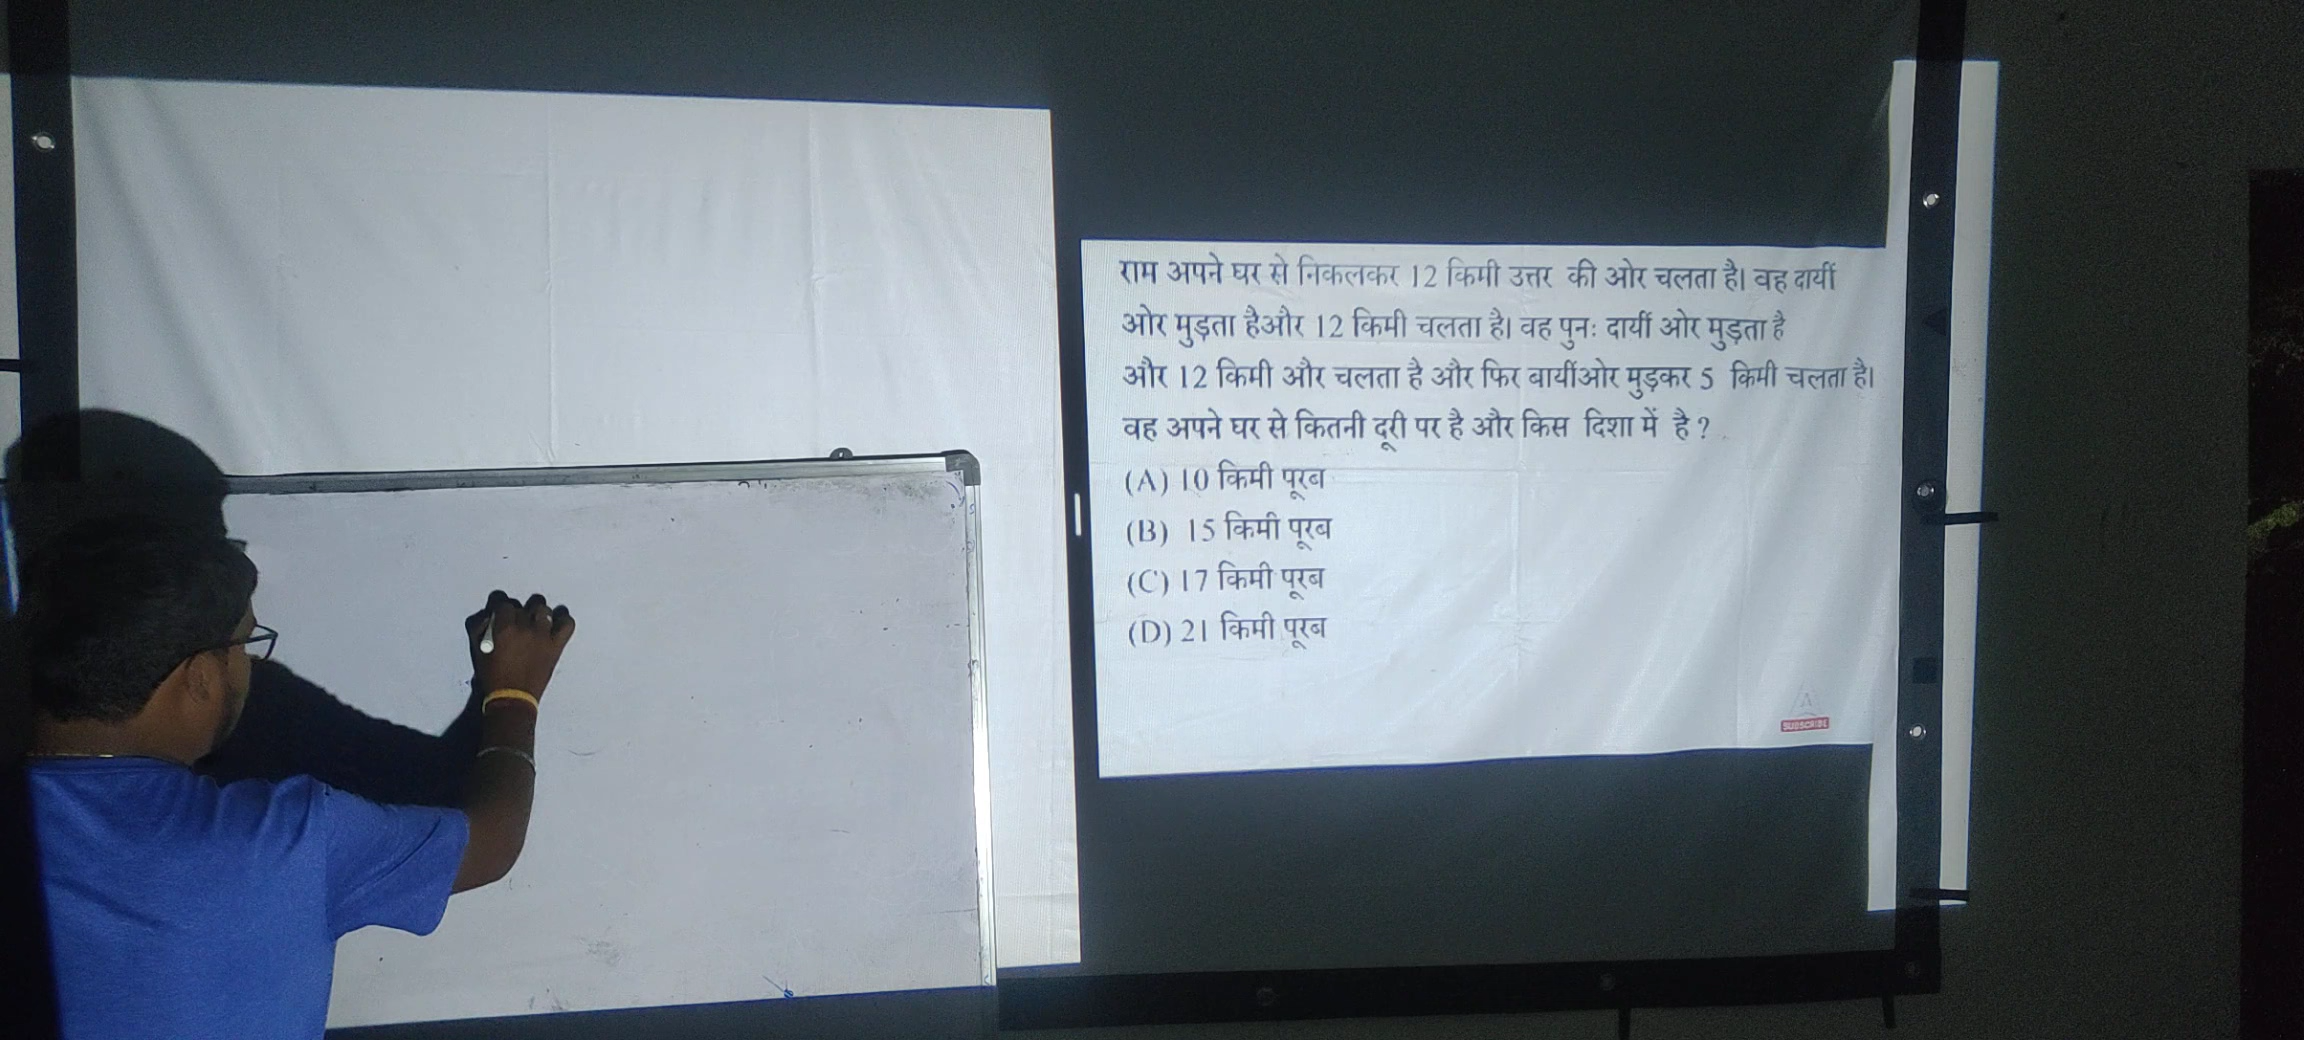 राम अपने घर से निकलकर 12 किमी उत्तर की ओर चलता है। वह दायीं
ओर मुड़ता हैऔर 12 किमी चलता है। वह पुनः दायीं ओर मुड़ता है
और 12 किमी और चलता है और फिर बायींओर मुड़कर 5 किमी चलता है।
वह अपने घर से कितनी दूरी पर है और किस दिशा में है ?
(A) 10 किमी पूरब
(B) 15 किमी पूरब
(C) 17 किमी पूरब
(D) 21 किमी पूरब
SUBSCRIBE